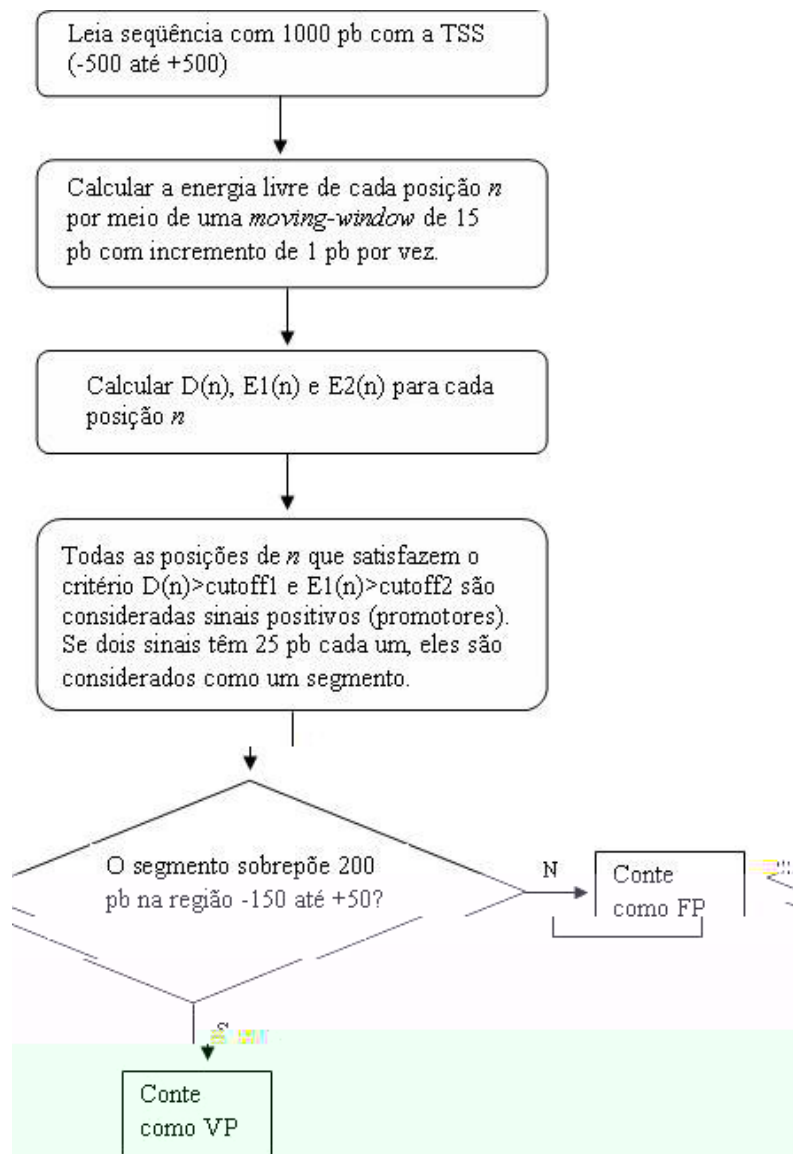 Leia seqüência com 1000 pb com a TSS
(-500 até +500)
Calcular a energia livre de cada posição n
por meio de uma moving-window de 15
pb com incremento de 1 pb por vez.
Calcular D(n), E1(n) e E2(n) para cada
posição n
Todas as posições de n que satisfazem o
critério D(n)>cutoff1 e E1(n)>cutoff2 são
consideradas sinais positivos (promotores).
Se dois sinais têm 25 pb cada um, eles são
considerados como um segmento.
O segmento sobrepõe 200
pb na região -150 até +50?
N
Conte
como FP
S
Conte
como VP